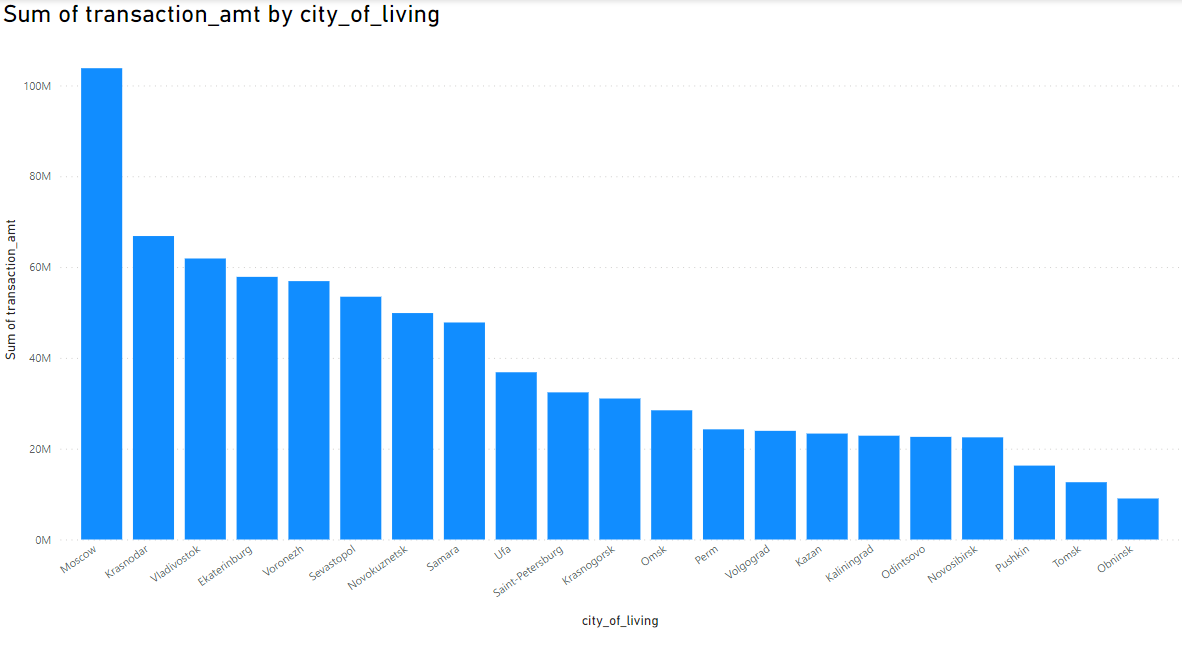 Sum of transaction_amt by city_of_living
100M
80M
60M
40M
20M
0M
Sum of transaction_amt
Moscow
Krasnodar
Vladivostok
Ekaterinburg
Voronezh
Sevastopol
Novokuznetsk
Samara
Ufa
Saint-Petersburg
Krasnogorsk
Omsk
Perm
Volgograd
Kazan
Kaliningrad
Odintsovo
Novosibirsk
Pushkin
Tomsk
Obninsk
city_of_living